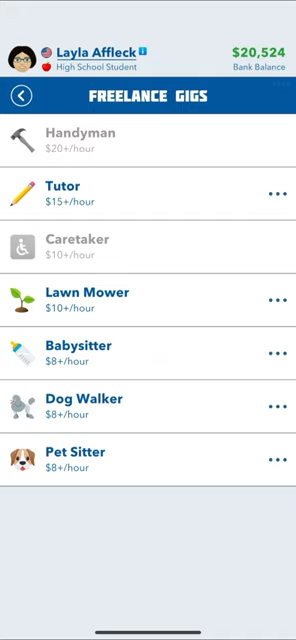 Layla Affleck
$20,524
High School Student
Bank Balance
FREELANCE GIGS
Handyman
$20+/hour
Tutor
$15+/hour
Caretaker
$10+/hour
Lawn Mower
$10+/hour
Babysitter
$8+/hour
Dog Walker
$8+/hour
Pet Sitter
$8+/hour